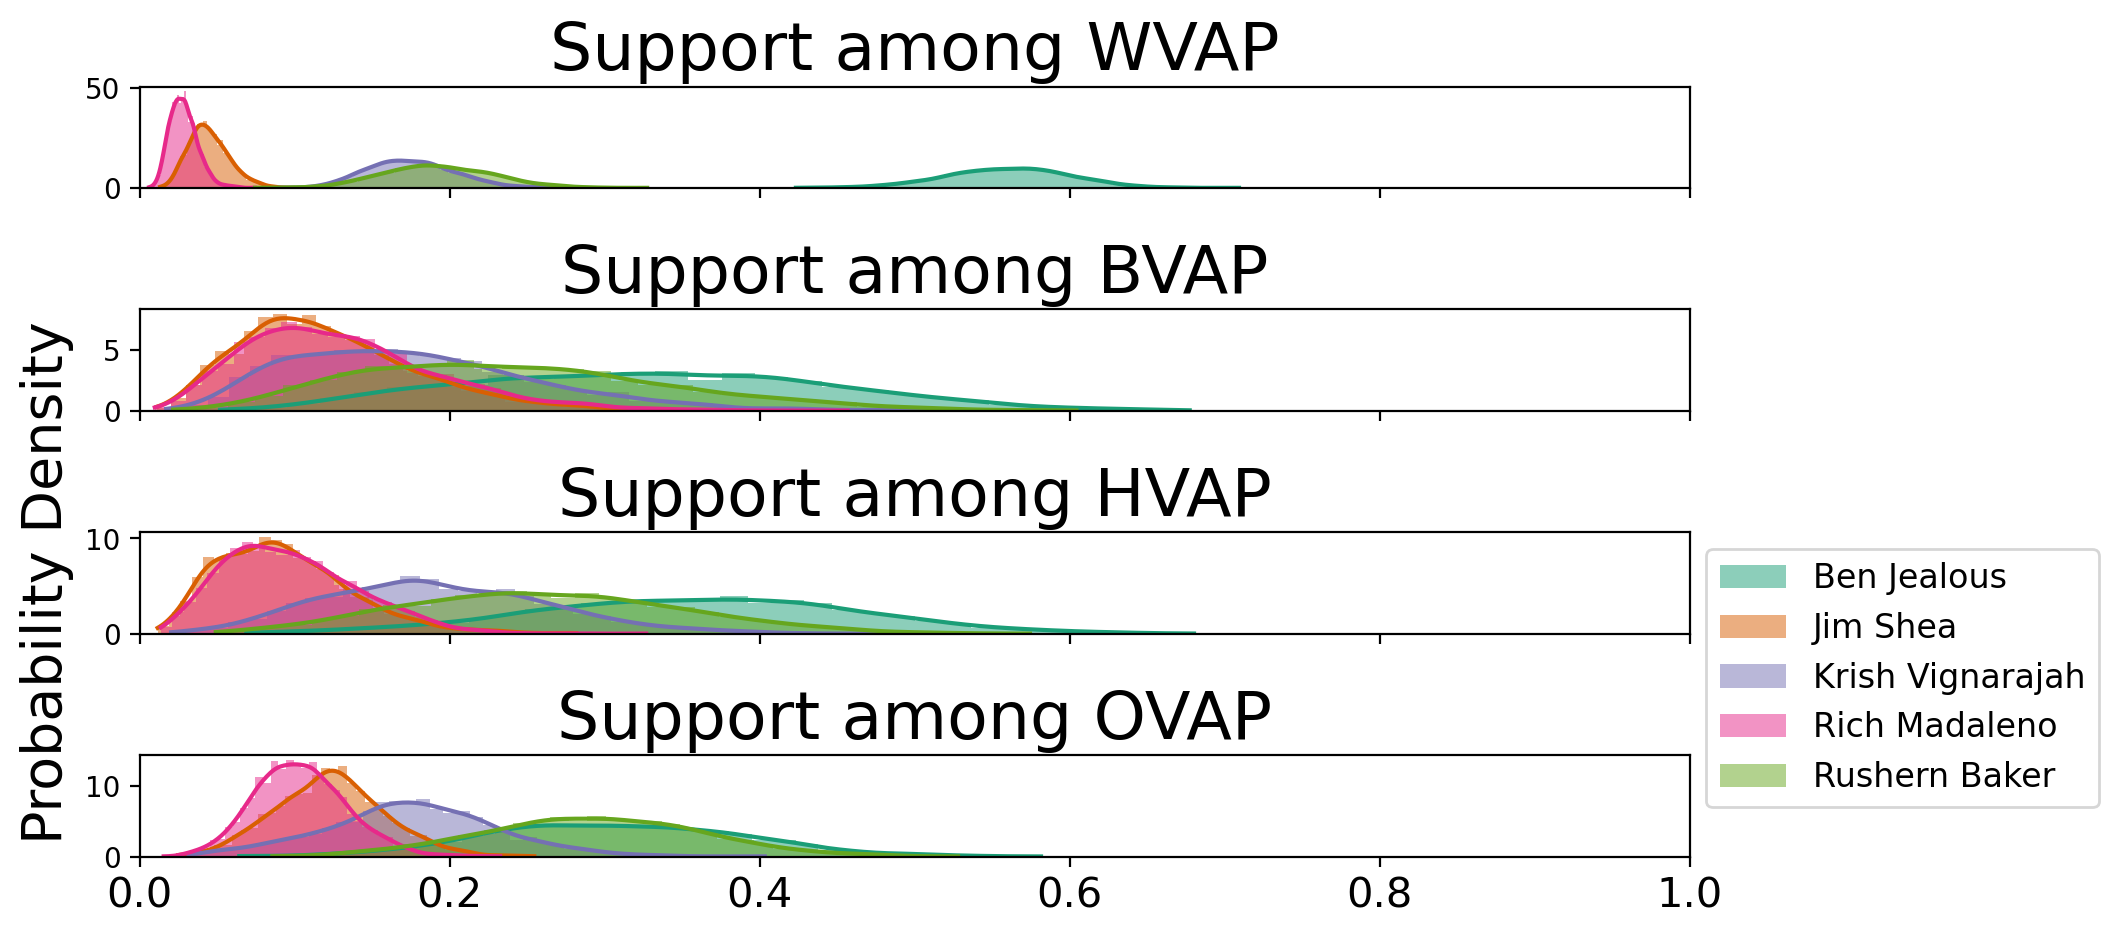 Support among WVAP
50
0
Support among BVAP
5
0
Support among HVAP
10
0
Support among OVAP
10
0
0.0 0.2 0.4 0.6 0.8 1.0
Probability Density
Ben Jealous
Jim Shea
Krish Vignarajah
Rich Madaleno
Rushern Baker